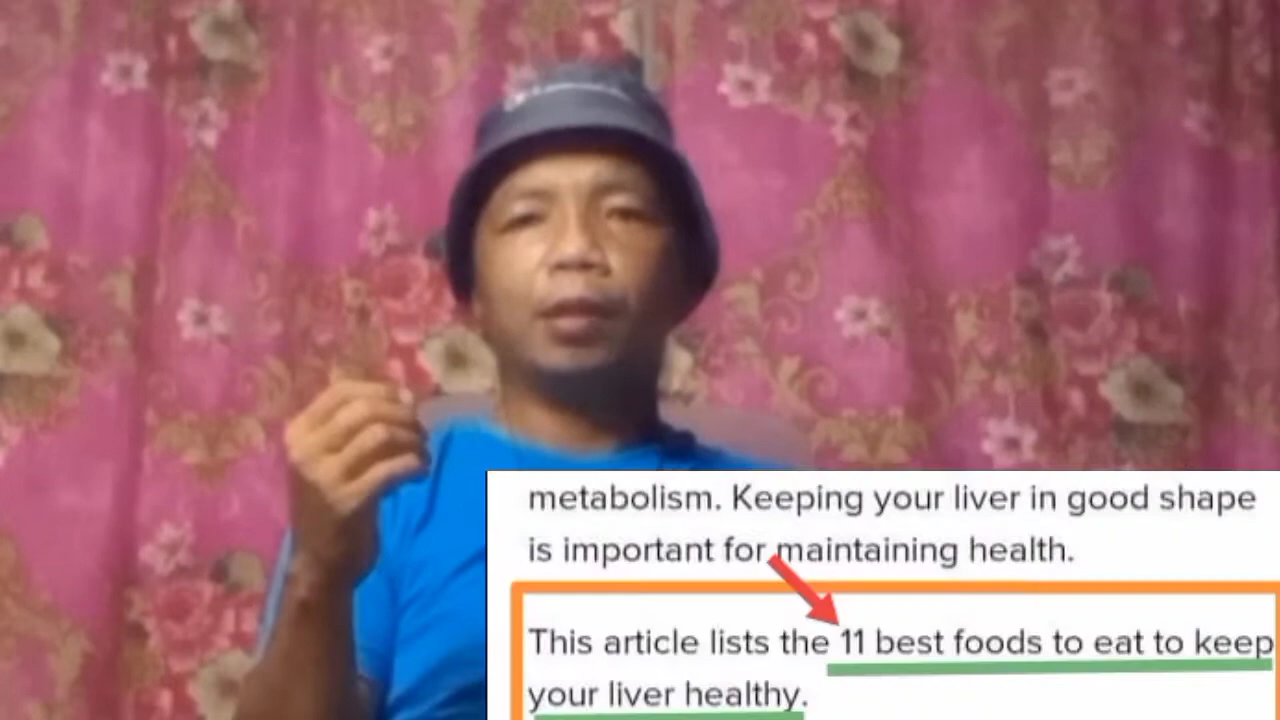 metabolism. Keeping your liver in good shape
is important for maintaining health.
This article lists the 11 best foods to eat to keep
your liver healthy.